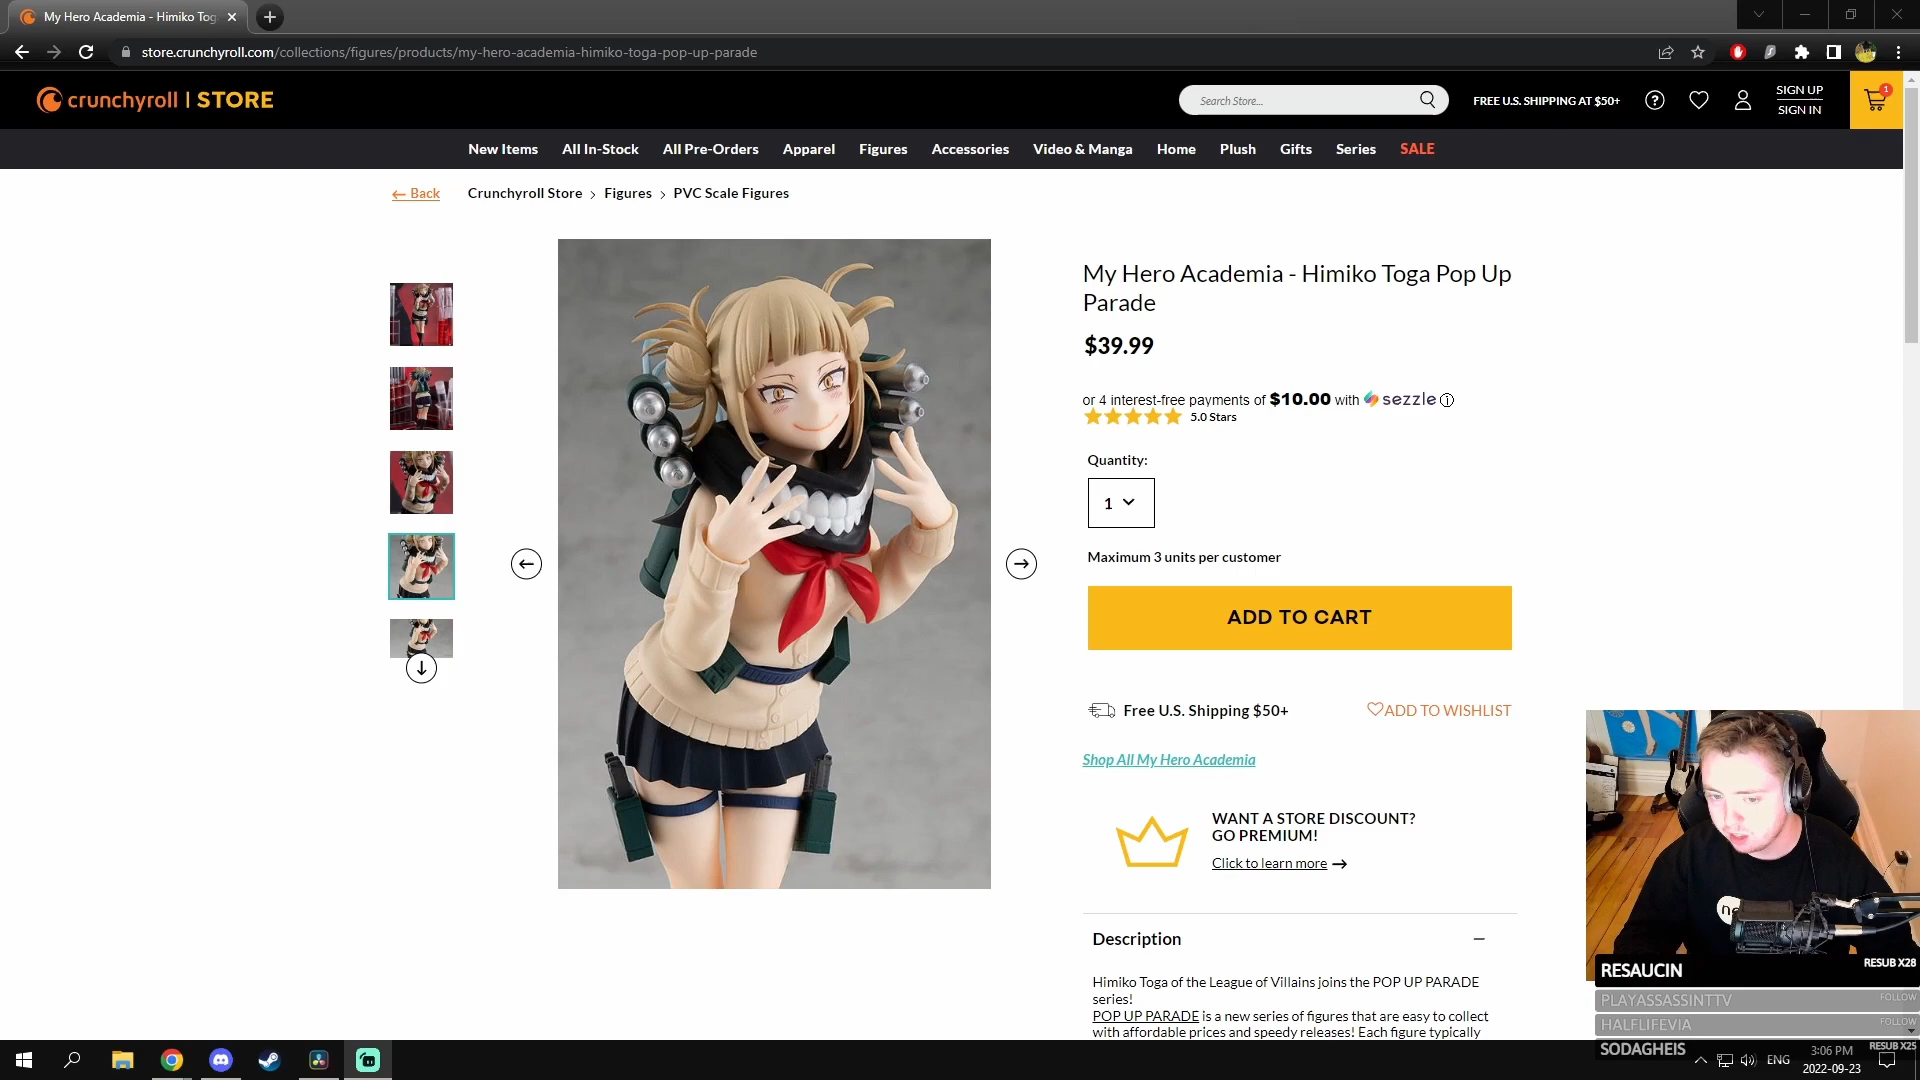 My Hero Academia - Himiko Tog
store.crunchyroll.com/collections/figures/products/my-hero-academia-himiko-toga-pop-up-parade
crunchyroll | STORE
Search Store...
FREE U.S. SHIPPING AT $50+
SIGN UP
SIGN IN
1
New Items
All In-Stock
All Pre-Orders
Apparel
Figures
Accessories
Video & Manga
Home
Plush
Gifts
Series
SALE
← Back
Crunchyroll Store > Figures > PVC Scale Figures
My Hero Academia - Himiko Toga Pop Up
Parade
$39.99
or 4 interest-free payments of $10.00 with sezzle
5.0 Stars
Quantity:
1
Maximum 3 units per customer
ADD TO CART
Free U.S. Shipping $50+
ADD TO WISHLIST
Shop All My Hero Academia
WANT A STORE DISCOUNT?
GO PREMIUM!
Click to learn more →
Description
Himiko Toga of the League of Villains joins the POP UP PARADE
series!
POP UP PARADE is a new series of figures that are easy to collect
with affordable prices and speedy releases! Each figure typically
RESAUCIN
RESUB X28
PLAYASSASSINTTV
FOLLOW
HALFLIFEVIA
FOLLOW
SODAGHEIS
RESUB X25
ENG
3:06 PM
2022-09-23